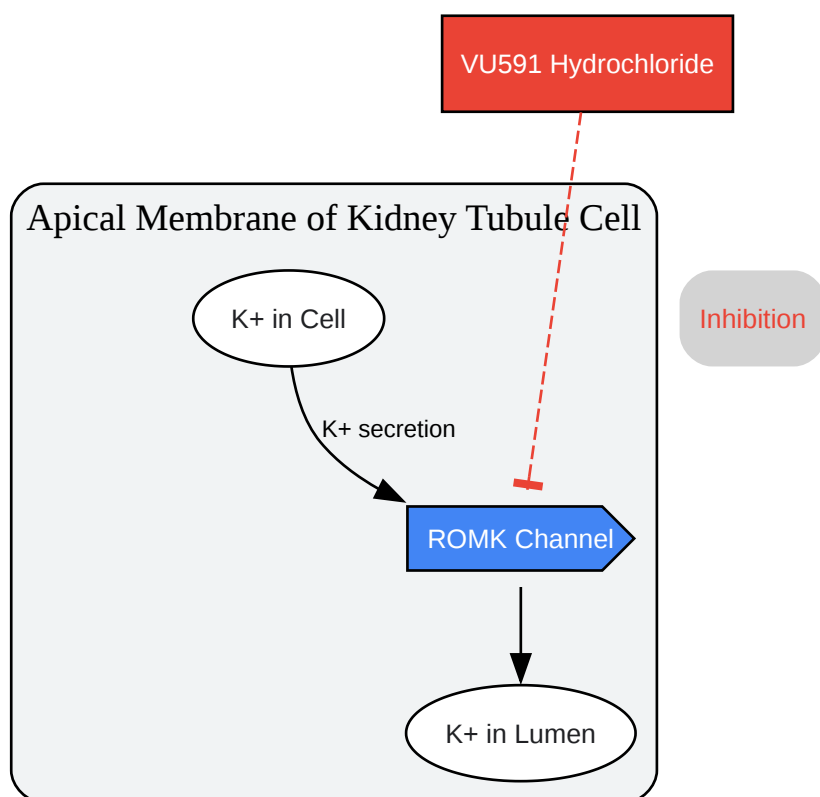 VU591 Hydrochloride
Apical Membrane of Kidney Tubule Cell
K+ in Cell
Inhibition
K+ secretion
ROMK Channel
K+ in Lumen